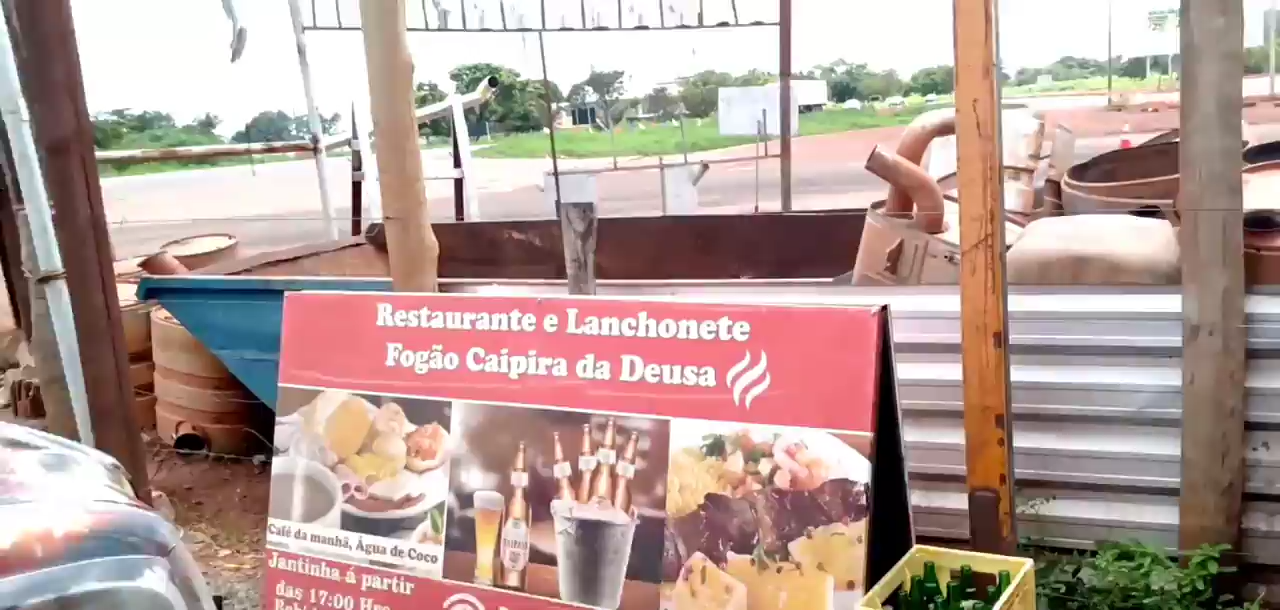 Restaurante e Lanchonete
Fogão Caipira da Deusa
Café da manhã, Água de Coco
Jantinha á partir
das 17:00 Hrs